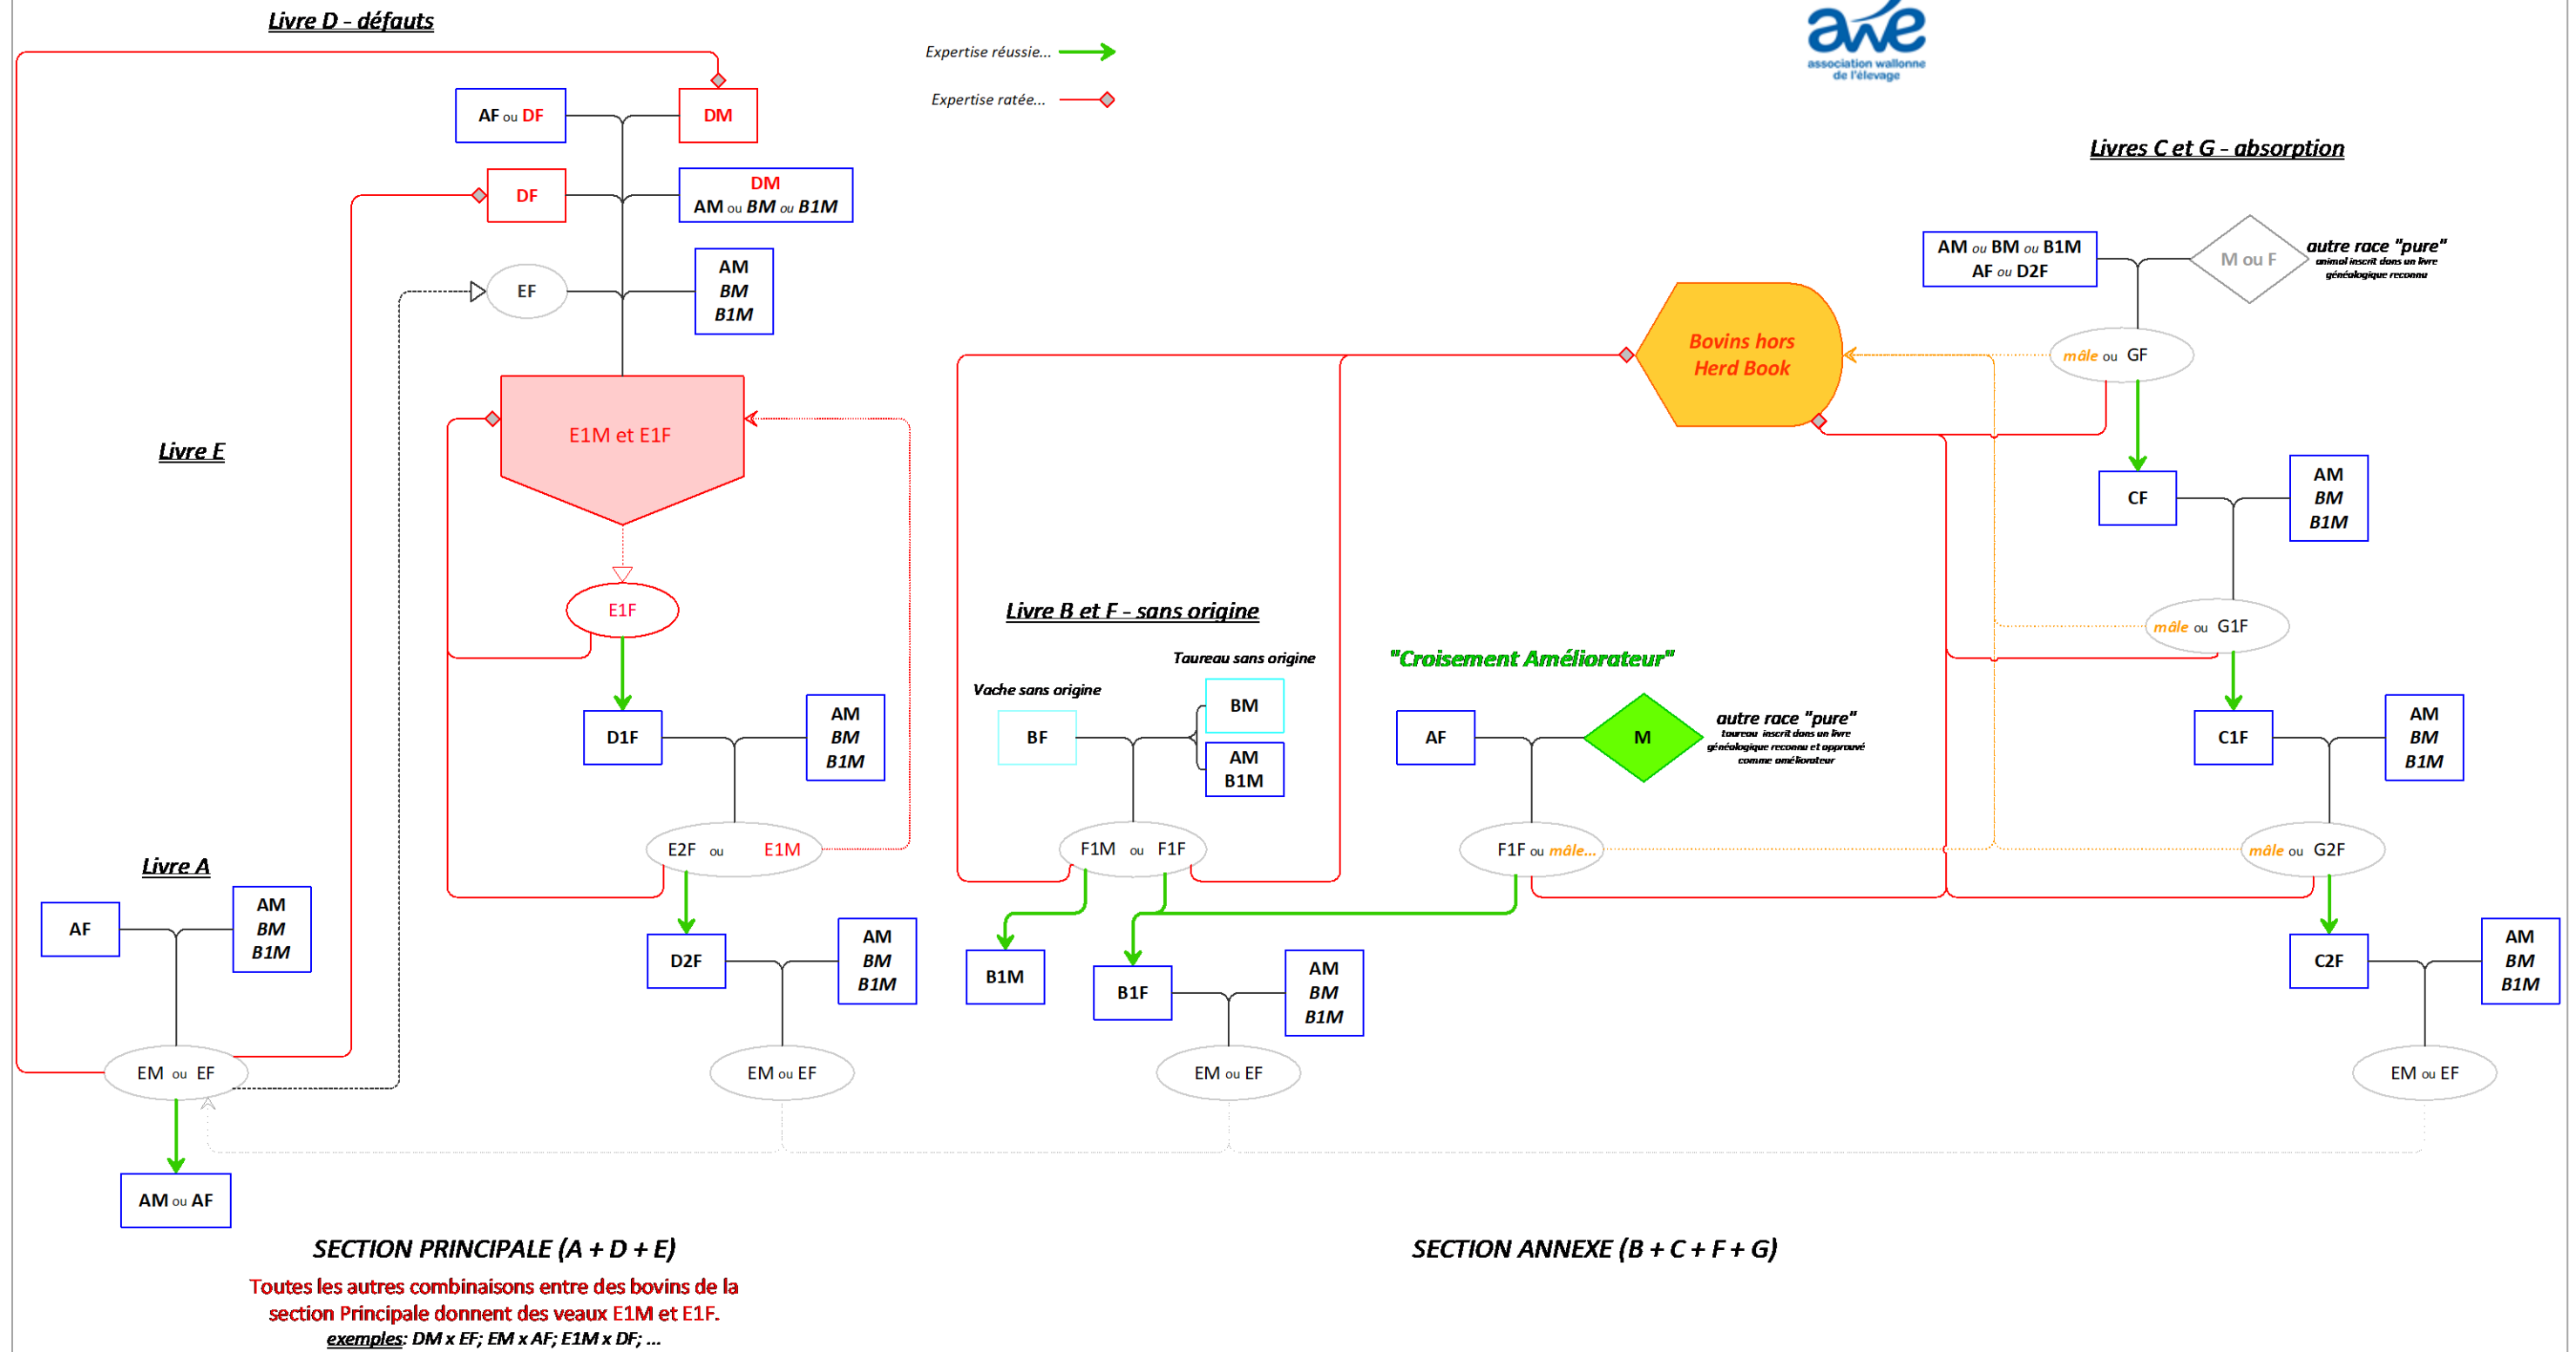 Livre D - défauts
Expertise réussie...
Expertise ratée...
awe
association wallonne
de l'élevage
AF ou DF
DM
DF
DM
AM ou BM ou B1M
EF
AM
BM
B1M
E1M et E1F
Livre E
E1F
D1F
AM
BM
B1M
E2F ou E1M
D2F
AM
BM
B1M
EM ou EF
Livre A
AF
AM
BM
B1M
EM ou EF
AM ou AF
SECTION PRINCIPALE (A + D + E)
Toutes les autres combinaisons entre des bovins de la
section Principale donnent des veaux E1M et E1F.
exemples: DM x EF; EM x AF; E1M x DF; ...
Bovins hors
Herd Book
Livre B et F - sans origine
Taureau sans origine
Vache sans origine
BF
BM
AM
B1M
F1M ou F1F
B1M
B1F
AM
BM
B1M
EM ou EF
"Croisement Améliorateur"
AF
M
autre race "pure"
taureau inscrit dans un livre
généalogique reconnu et approuvé
comme améliorateur
F1F ou mâle...
Livres C et G - absorption
AM ou BM ou B1M
AF ou D2F
M ou F
autre race "pure"
animal inscrit dans un livre
généalogique reconnu
mâle ou GF
CF
AM
BM
B1M
mâle ou G1F
C1F
AM
BM
B1M
mâle ou G2F
C2F
AM
BM
B1M
EM ou EF
SECTION ANNEXE (B + C + F + G)